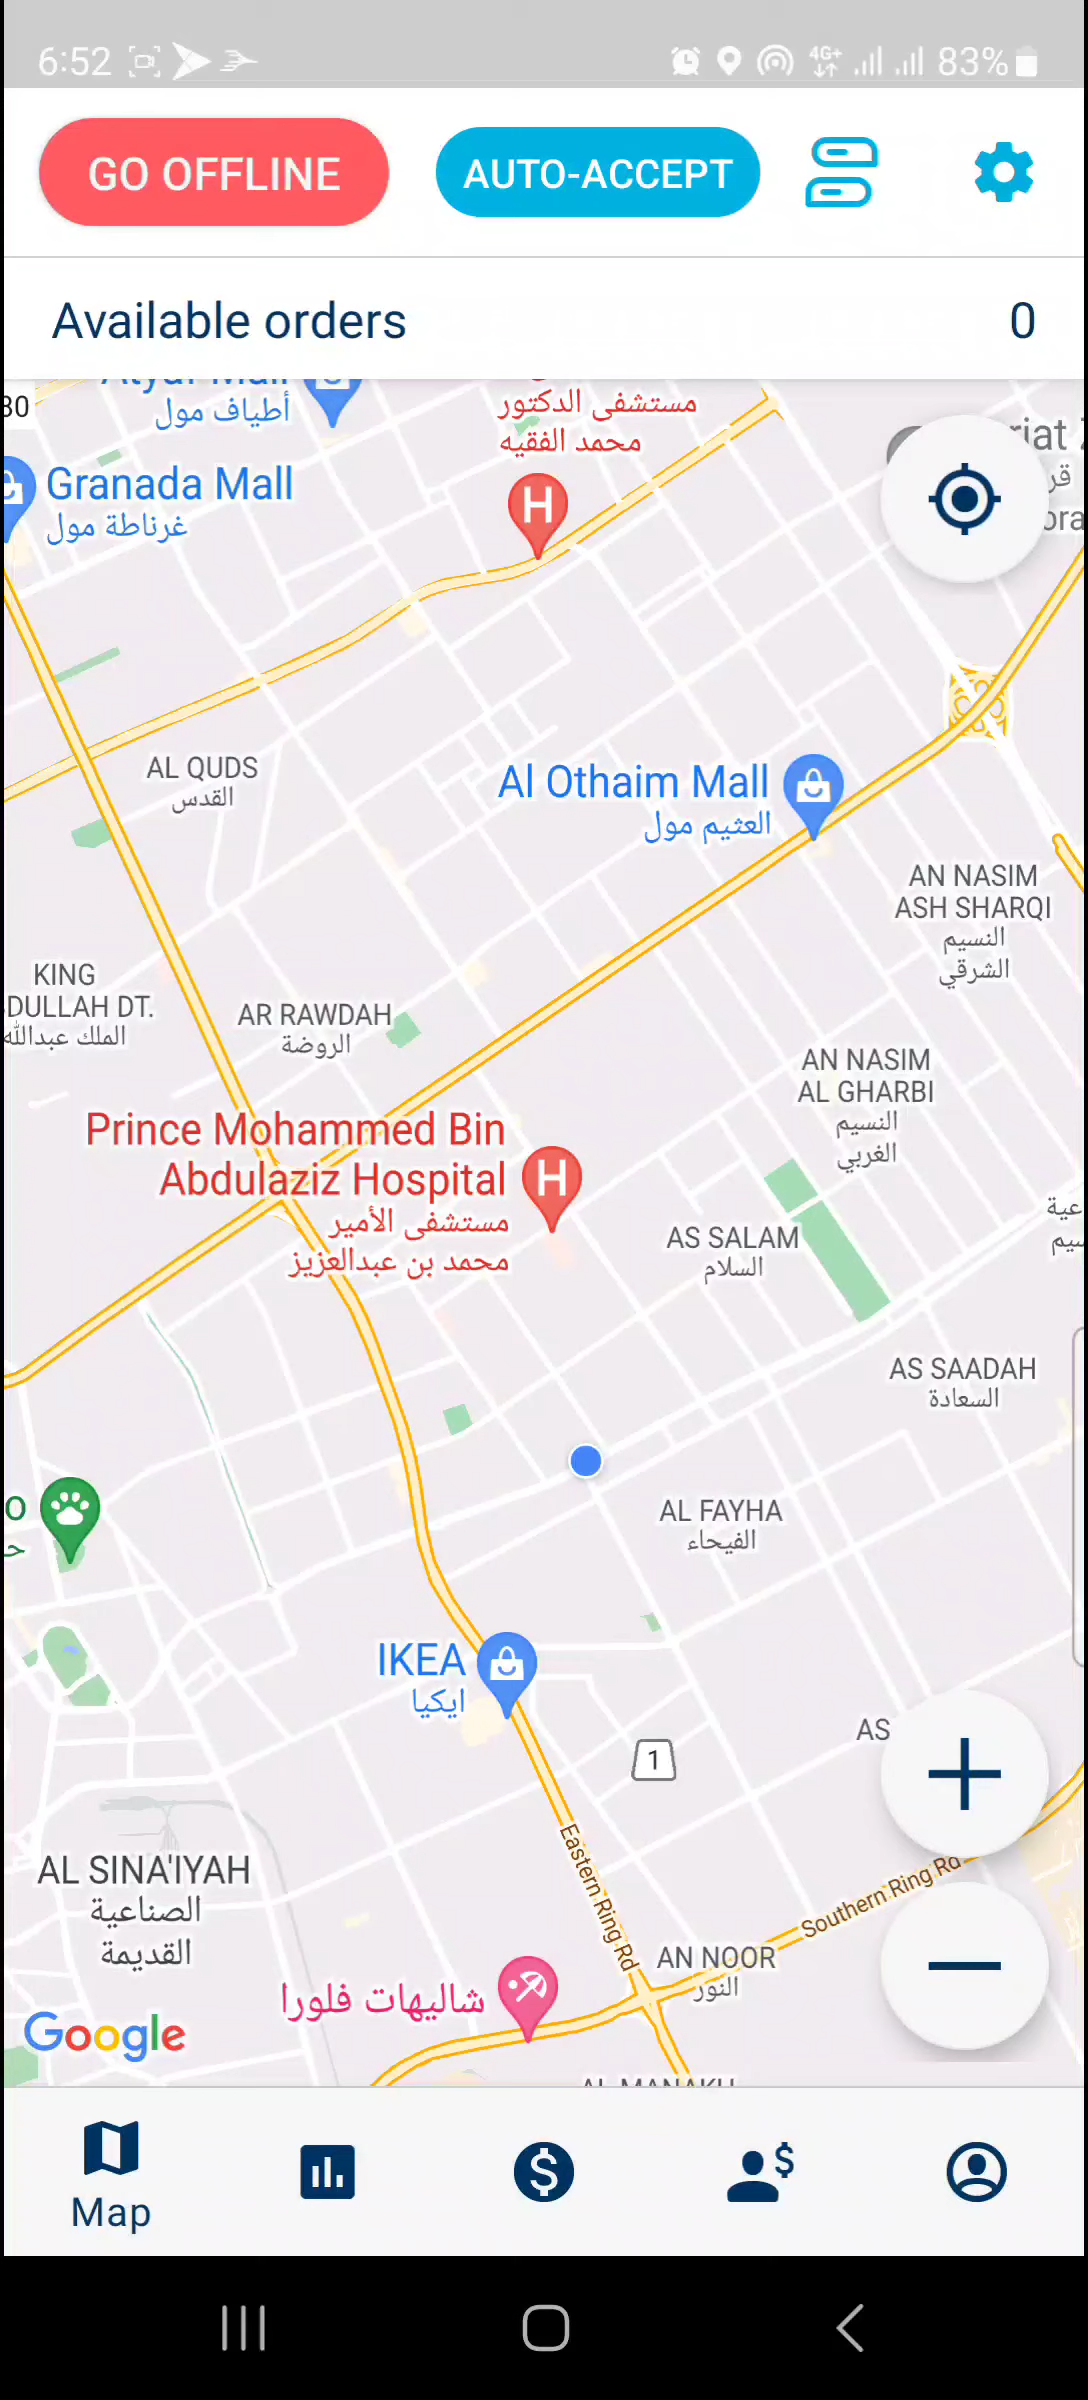 6:52
4G+
83%
GO OFFLINE
AUTO-ACCEPT
Available orders
0
أطياف مول
مستشفى الدكتور
محمد الفقيه
Granada Mall
غرناطة مول
AL QUDS
القدس
Al Othaim Mall
العثيم مول
AN NASIM
ASH SHARQI
النسيم
الشرقي
KING
DULLAH DT.
الملك عبدالله
AR RAWDAH
الروضة
AN NASIM
AL GHARBI
النسيم
الغربي
Prince Mohammed Bin
Abdulaziz Hospital
مستشفى الأمير
محمد بن عبدالعزيز
AS SALAM
السلام
AS SAADAH
السعادة
AL FAYHA
الفيحاء
IKEA
ايكيا
1
AS
AL SINA'IYAH
الصناعية
القديمة
Eastern Ring Rd
Southern Ring Rd
AN NOOR
النور
شاليهات فلورا
Google
Map